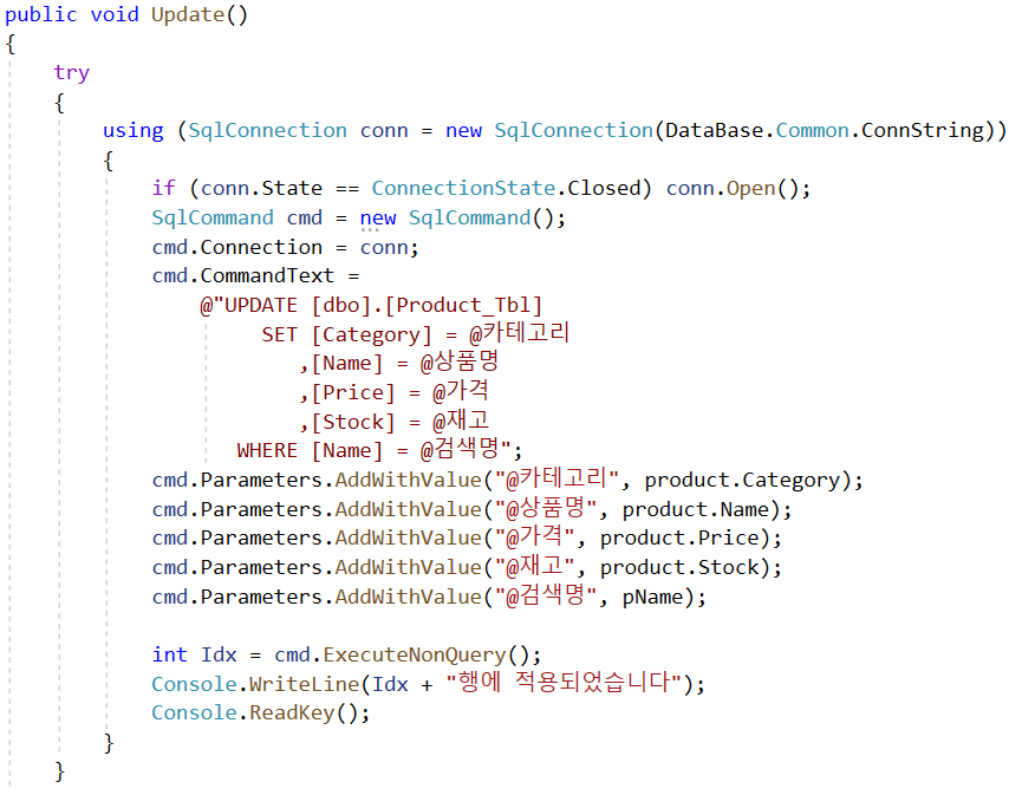 public void Update()
{
    try
    {
        using (SqlConnection conn = new SqlConnection(DataBase.Common.ConnString))
        {
            if (conn.State == ConnectionState.Closed) conn.Open();
            SqlCommand cmd = new SqlCommand();
            cmd.Connection = conn;
            cmd.CommandText =
                @"UPDATE [dbo].[Product_Tbl]
                     SET [Category] = @카테고리
                        ,[Name] = @상품명
                        ,[Price] = @가격
                        ,[Stock] = @재고
                   WHERE [Name] = @검색명";
            cmd.Parameters.AddWithValue("@카테고리", product.Category);
            cmd.Parameters.AddWithValue("@상품명", product.Name);
            cmd.Parameters.AddWithValue("@가격", product.Price);
            cmd.Parameters.AddWithValue("@재고", product.Stock);
            cmd.Parameters.AddWithValue("@검색명", pName);

            int Idx = cmd.ExecuteNonQuery();
            Console.WriteLine(Idx + "행에 적용되었습니다");
            Console.ReadKey();
        }
    }